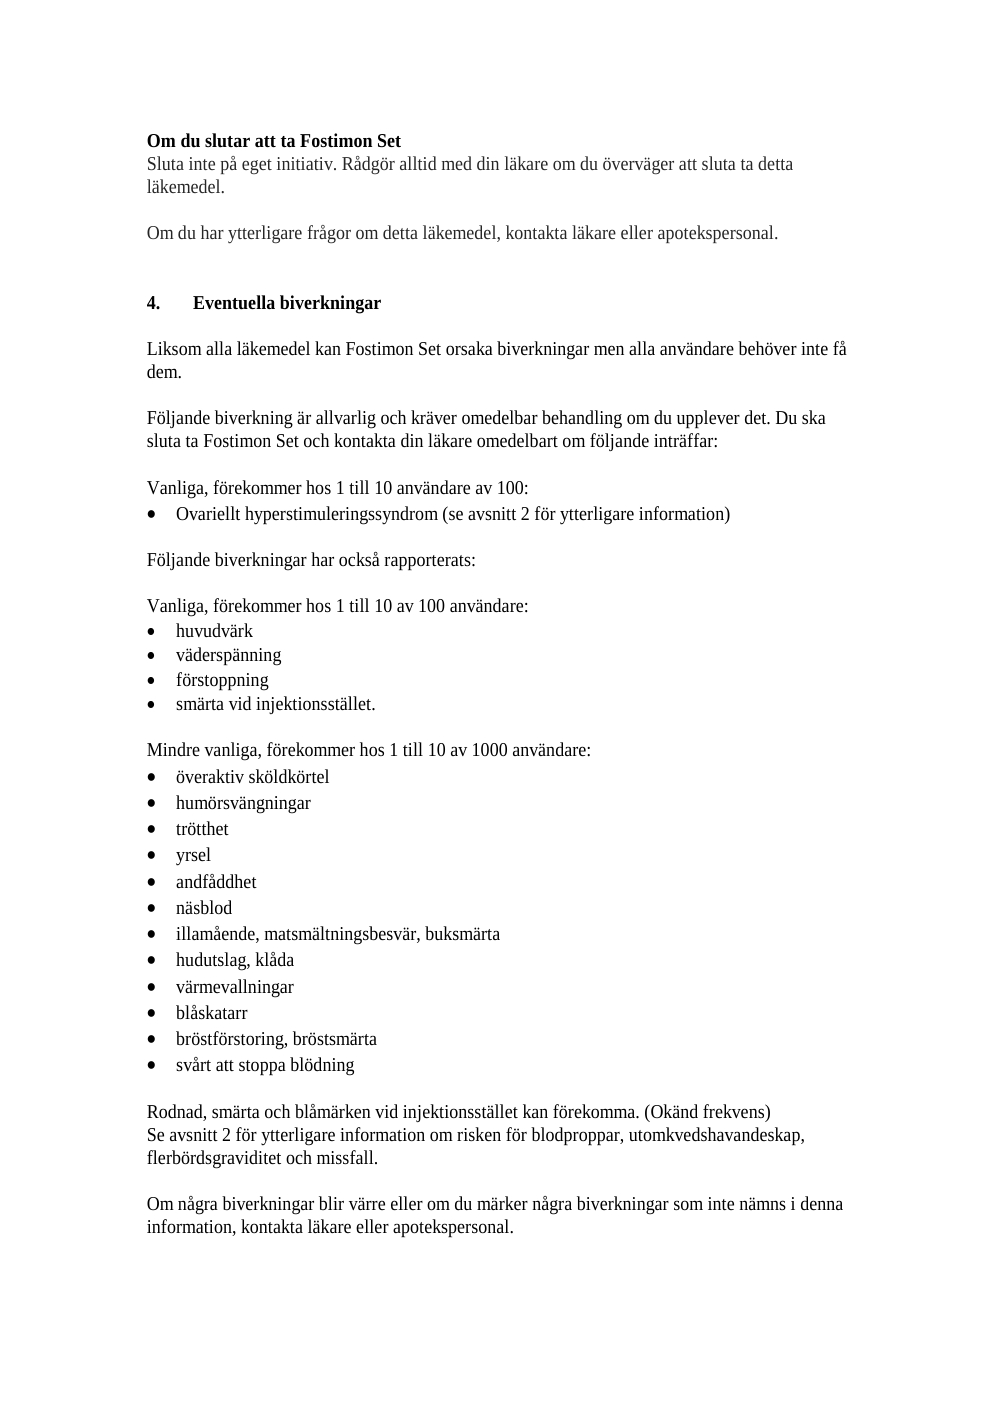 Om du slutar att ta Fostimon Set
Sluta inte på eget initiativ. Rådgör alltid med din läkare om du överväger att sluta ta detta
läkemedel.
Om du har ytterligare frågor om detta läkemedel, kontakta läkare eller apotekspersonal.
4. Eventuella biverkningar
Liksom alla läkemedel kan Fostimon Set orsaka biverkningar men alla användare behöver inte få
dem.
Följande biverkning är allvarlig och kräver omedelbar behandling om du upplever det. Du ska
sluta ta Fostimon Set och kontakta din läkare omedelbart om följande inträffar:
Vanliga, förekommer hos 1 till 10 användare av 100:
• Ovariellt hyperstimuleringssyndrom (se avsnitt 2 för ytterligare information)
Följande biverkningar har också rapporterats:
Vanliga, förekommer hos 1 till 10 av 100 användare:
• huvudvärk
• väderspänning
• förstoppning
• smärta vid injektionsstället.
Mindre vanliga, förekommer hos 1 till 10 av 1000 användare:
• överaktiv sköldkörtel
• humörsvängningar
• trötthet
• yrsel
• andfåddhet
• näsblod
• illamående, matsmältningsbesvär, buksmärta
• hudutslag, klåda
• värmevallningar
• blåskatarr
• bröstförstoring, bröstsmärta
• svårt att stoppa blödning
Rodnad, smärta och blåmärken vid injektionsstället kan förekomma. (Okänd frekvens)
Se avsnitt 2 för ytterligare information om risken för blodproppar, utomkvedshavandeskap,
flerbördsgraviditet och missfall.
Om några biverkningar blir värre eller om du märker några biverkningar som inte nämns i denna
information, kontakta läkare eller apotekspersonal.